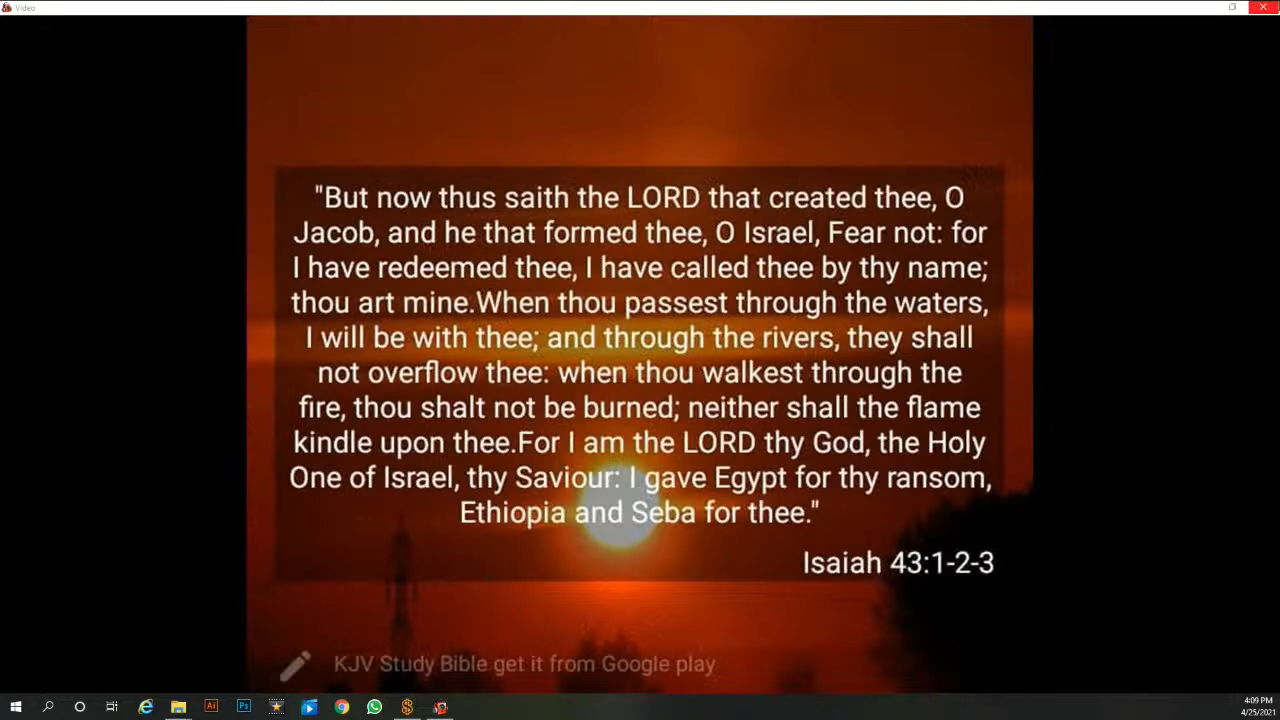 Video
"But now thus saith the LORD that created thee, O
Jacob, and he that formed thee, O Israel, Fear not: for
I have redeemed thee, I have called thee by thy name;
thou art mine.When thou passest through the waters,
I will be with thee; and through the rivers, they shall
not overflow thee: when thou walkest through the
fire, thou shalt not be burned; neither shall the flame
kindle upon thee.For I am the LORD thy God, the Holy
One of Israel, thy Saviour: I gave Egypt for thy ransom,
Ethiopia and Seba for thee."
Isaiah 43:1-2-3
KJV Study Bible get it from Google play
Ai
Ps
4:09 PM
4/25/2021